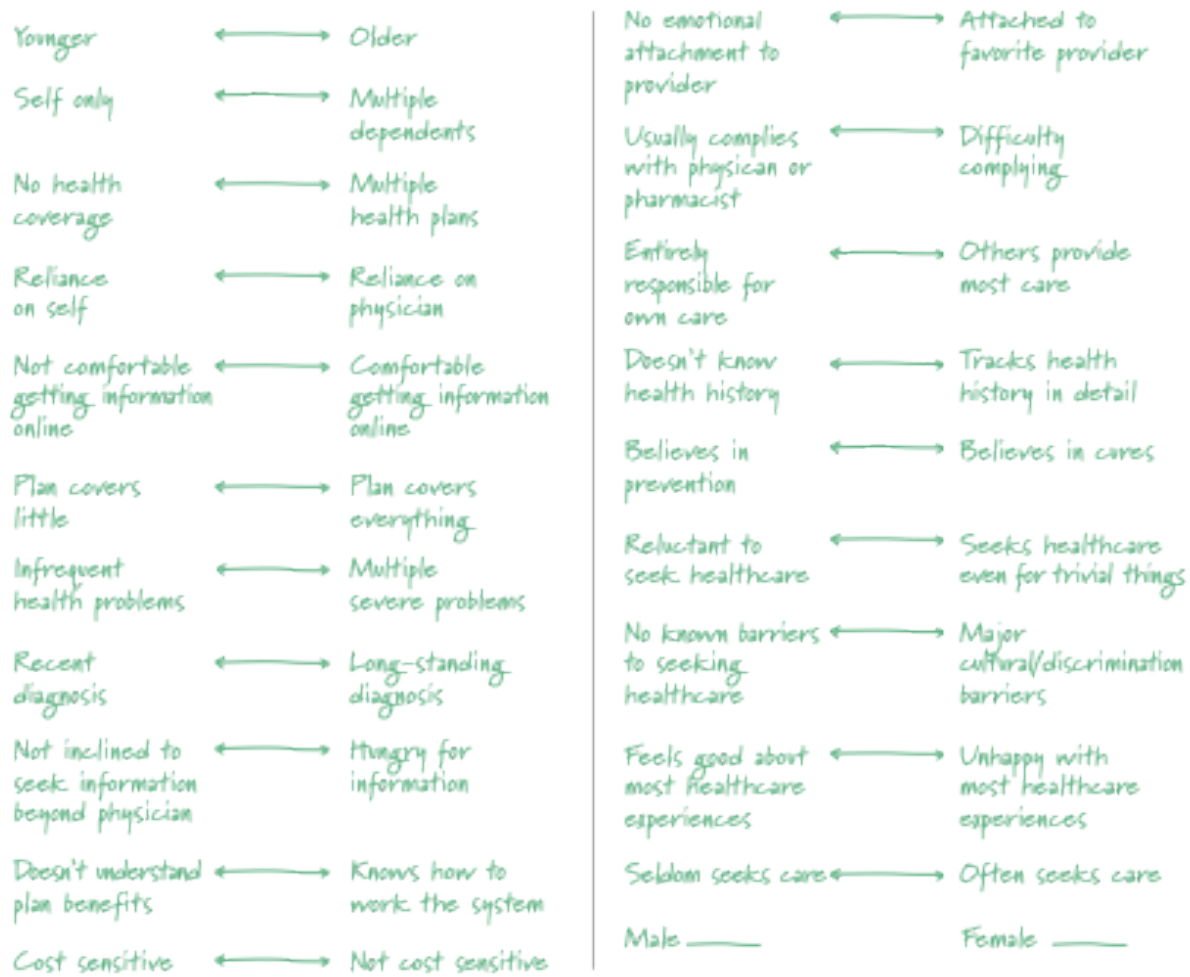 Younger
Older
Self only
Multiple
dependents
No health
coverage
Multiple
health plans
Reliance
on self
Reliance on
physician
Not comfortable
getting information
online
Comfortable
getting information
online
Plan covers
little
Plan covers
everything
Infrequent
health problems
Multiple
severe problems
Recent
diagnosis
Long-standing
diagnosis
Not inclined to
seek information
beyond physician
Hungry for
information
Doesn't understand
plan benefits
Knows how to
work the system
Cost sensitive
Not cost sensitive
No emotional
attachment to
provider
Attached to
favorite provider
Usually complies
with physican or
pharmacist
Difficulty
complying
Entirely
responsible for
own care
Others provide
most care
Doesn't know
health history
Tracks health
history in detail
Believes in
prevention
Believes in cures
Reluctant to
seek healthcare
Seeks healthcare
even for trivial things
No known barriers
to seeking
healthcare
Major
cultural/discrimination
barriers
Feels good about
most healthcare
experiences
Unhappy with
most healthcare
experiences
Seldom seeks care
Often seeks care
Male
Female